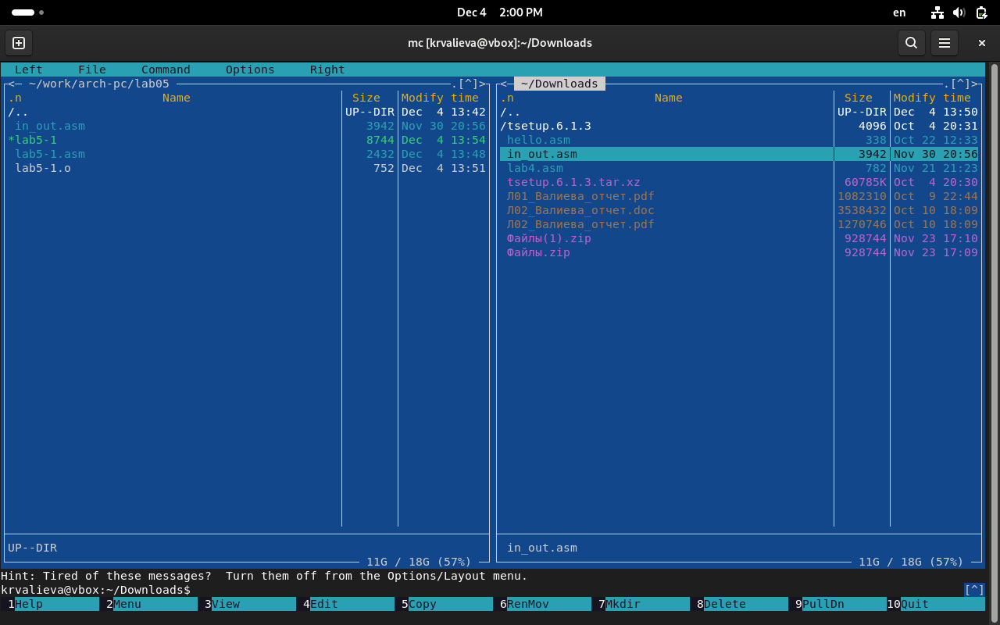 Dec 4 2:00 PM en
mc [krvalieva@vbox]:~/Downloads
Left File Command Options Right
<─ ~/work/arch-pc/lab05 .[^]>
.n Name Size Modify time
/.. UP--DIR Dec 4 13:42
in_out.asm 3942 Nov 30 20:56
*lab5-1 8744 Dec 4 13:54
lab5-1.asm 2432 Dec 4 13:48
lab5-1.o 752 Dec 4 13:51
UP--DIR
11G / 18G (57%)
<─ ~/Downloads .[^]>
.n Name Size Modify time
/.. UP--DIR Dec 4 13:50
/tsetup.6.1.3 4096 Oct 4 20:31
hello.asm 338 Oct 22 12:33
in_out.asm 3942 Nov 30 20:56
lab4.asm 782 Nov 21 21:23
tsetup.6.1.3.tar.xz 60785K Oct 4 20:30
Л01_Валиева_отчет.pdf 1082310 Oct 9 22:44
Л02_Валиева_отчет.doc 3538432 Oct 10 18:09
Л02_Валиева_отчет.pdf 1270746 Oct 10 18:09
Файлы(1).zip 928744 Nov 23 17:10
Файлы.zip 928744 Nov 23 17:09
in_out.asm
11G / 18G (57%)
Hint: Tired of these messages? Turn them off from the Options/Layout menu.
krvalieva@vbox:~/Downloads$ [^]
1Help 2Menu 3View 4Edit 5Copy 6RenMov 7Mkdir 8Delete 9PullDn 10Quit